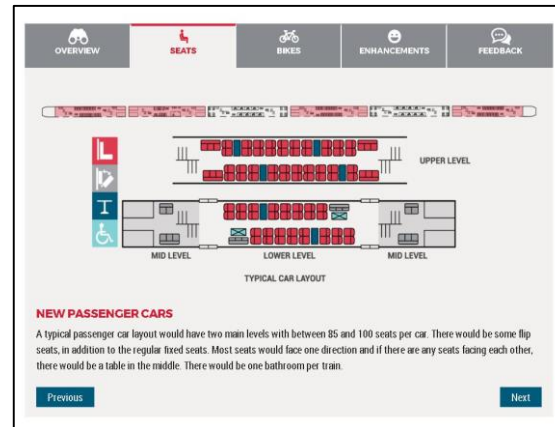 OVERVIEW
SEATS
BIKES
ENHANCEMENTS
FEEDBACK
UPPER LEVEL
MID LEVEL
LOWER LEVEL
MID LEVEL
TYPICAL CAR LAYOUT
NEW PASSENGER CARS
A typical passenger car layout would have two main levels with between 85 and 100 seats per car. There would be some flip
seats, in addition to the regular fixed seats. Most seats would face one direction and if there are any seats facing each other,
there would be a table in the middle. There would be one bathroom per train.
Previous
Next